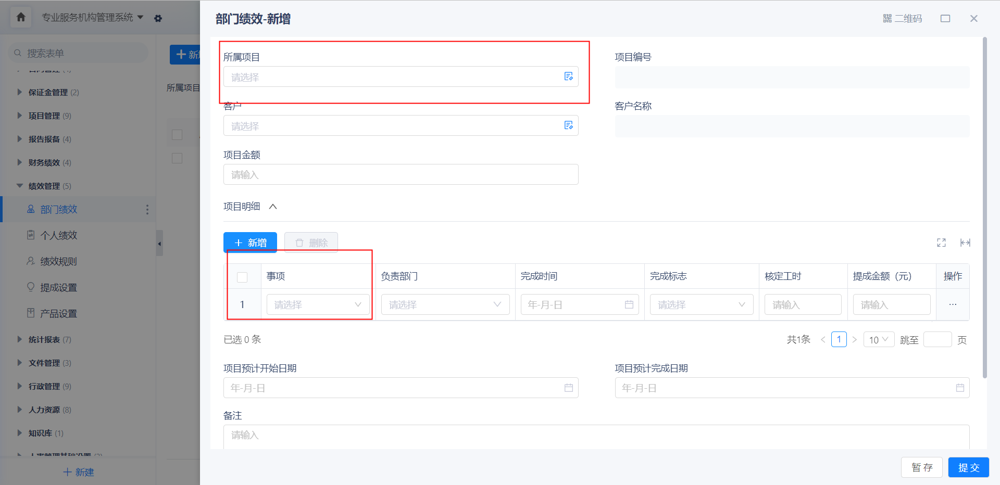 专业服务机构管理系统
搜索表单
保证金管理 (2)
项目管理 (9)
报告报备 (4)
财务绩效 (4)
绩效管理 (5)
部门绩效
个人绩效
绩效规则
提成设置
产品设置
统计报表 (7)
文件管理 (3)
行政管理 (9)
人力资源 (8)
知识库 (1)
人事管理基础设置
新建
所属项目
部门绩效-新增
二维码
所属项目
请选择
项目编号
客户
请选择
客户名称
项目金额
请输入
项目明细
新增 删除
事项 负责部门 完成时间 完成标志 核定工时 提成金额（元） 操作
1 请选择 请选择 年-月-日 请选择 请输入 请输入 ...
已选 0 条
共1条 < 1 > 10 跳至 页
项目预计开始日期
年-月-日
项目预计完成日期
年-月-日
备注
请输入
暂 存 提 交